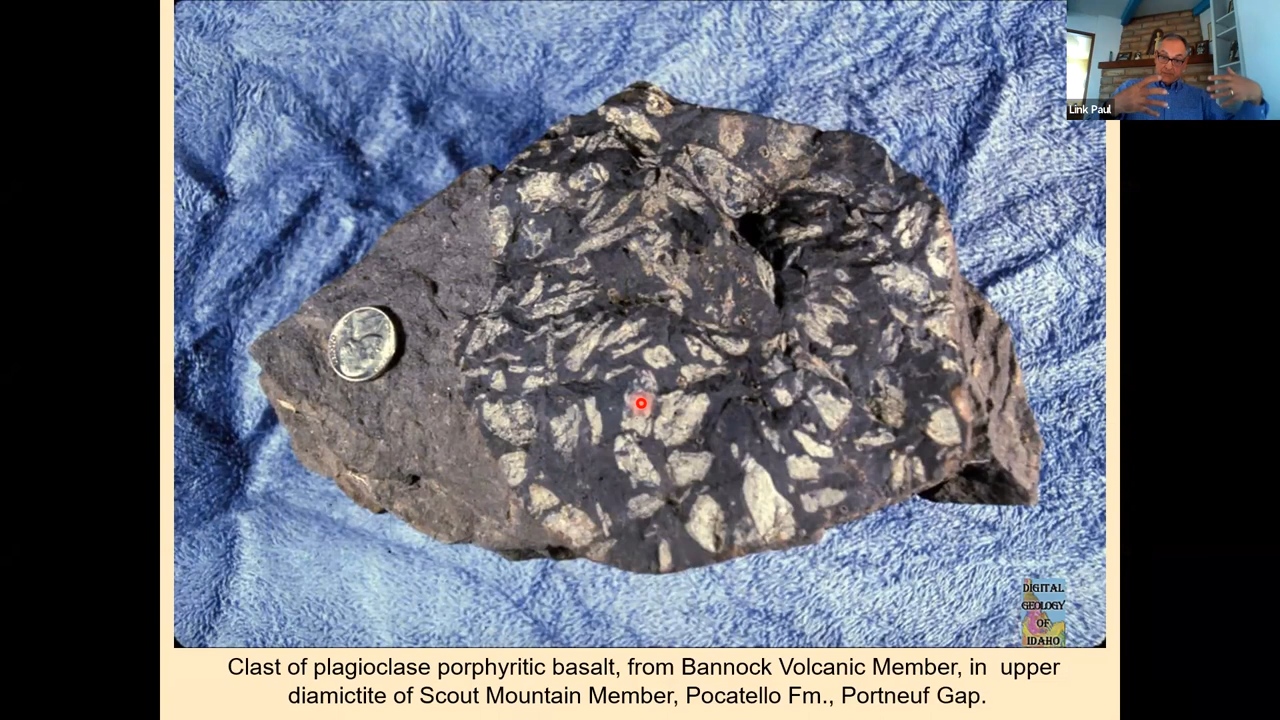 Link Paul
DIGITAL
GEOLOGY
OF
IDAHO
Clast of plagioclase porphyritic basalt, from Bannock Volcanic Member, in  upper
diamictite of Scout Mountain Member, Pocatello Fm., Portneuf Gap.